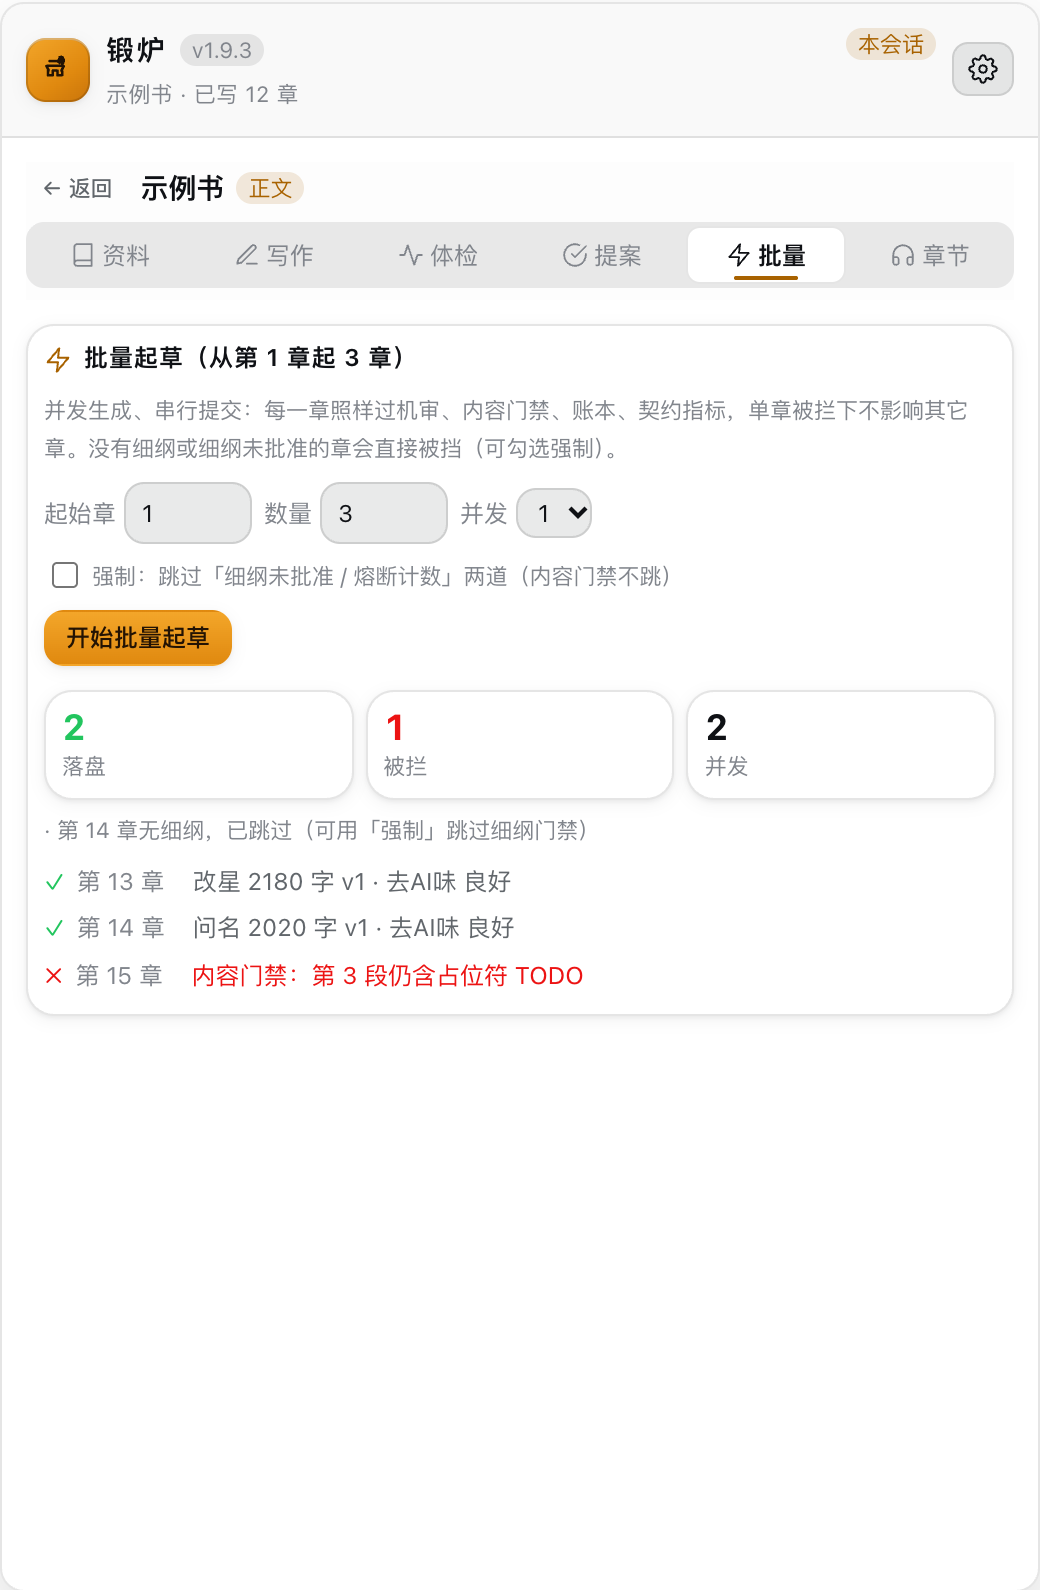 锻炉 v1.9.3
示例书 · 已写 12 章
本会话
← 返回 示例书 正文
资料 写作 体检 提案 批量 章节
批量起草（从第 1 章起 3 章）
并发生成、串行提交：每一章照样过机审、内容门禁、账本、契约指标，单章被拦下不影响其它
章。没有细纲或细纲未批准的章会直接被挡（可勾选强制）。
起始章 1 数量 3 并发 1
强制：跳过「细纲未批准 / 熔断计数」两道（内容门禁不跳）
开始批量起草
2 1 2
落盘 被拦 并发
· 第 14 章无细纲，已跳过（可用「强制」跳过细纲门禁）
✓ 第 13 章 改星 2180 字 v1 · 去AI味 良好
✓ 第 14 章 问名 2020 字 v1 · 去AI味 良好
✕ 第 15 章 内容门禁：第 3 段仍含占位符 TODO